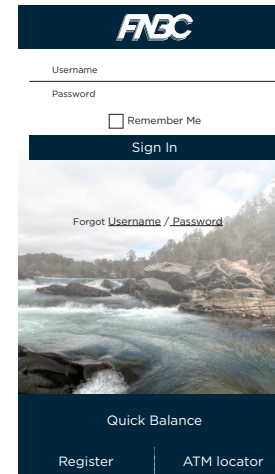 FNBC
Username
Password
Remember Me
Sign In
Forgot Username / Password
Quick Balance
Register
ATM locator